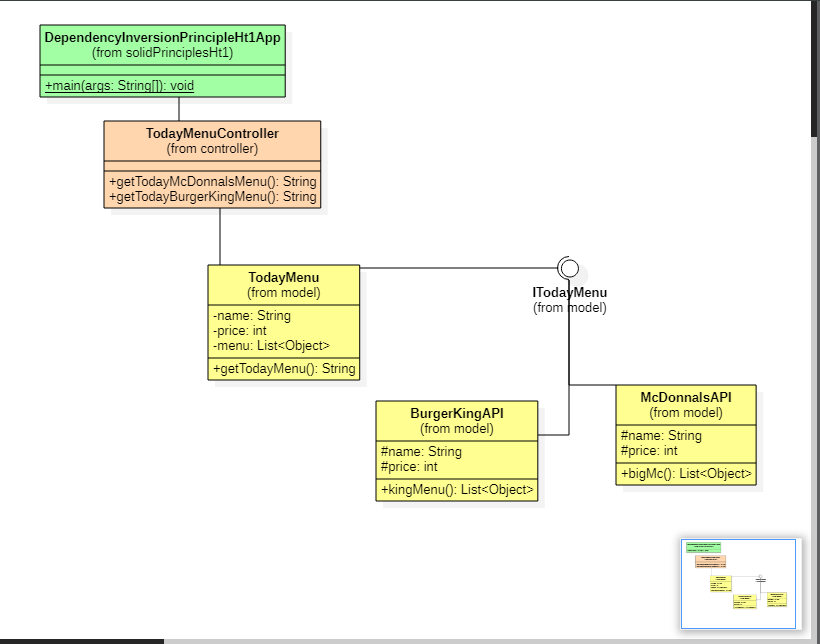 DependencyInversionPrincipleHt1App
(from solidPrinciplesHt1)
+main(args: String[]): void
TodayMenuController
(from controller)
+getTodayMcDonnalsMenu(): String
+getTodayBurgerKingMenu(): String
TodayMenu
(from model)
-name: String
-price: int
-menu: List<Object>
+getTodayMenu(): String
ITodayMenu
(from model)
BurgerKingAPI
(from model)
#name: String
#price: int
+kingMenu(): List<Object>
McDonnalsAPI
(from model)
#name: String
#price: int
+bigMc(): List<Object>